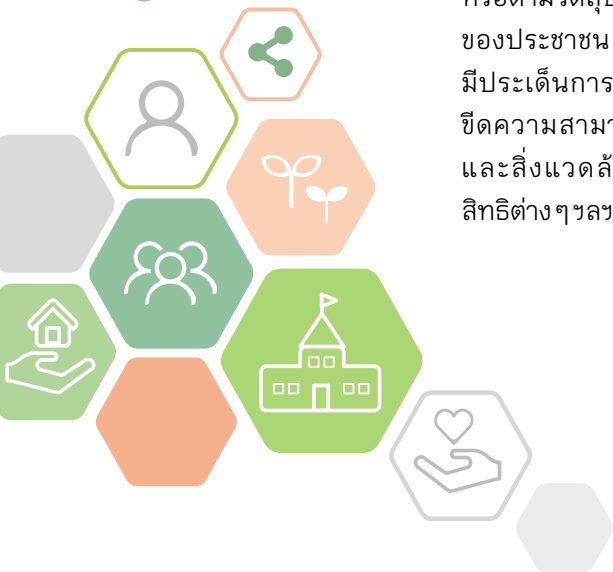 ของประชาชน
มีประเด็นการ
ขีดความสามา
และสิ่งแวดล้
สิทธิต่างๆฯลฯ